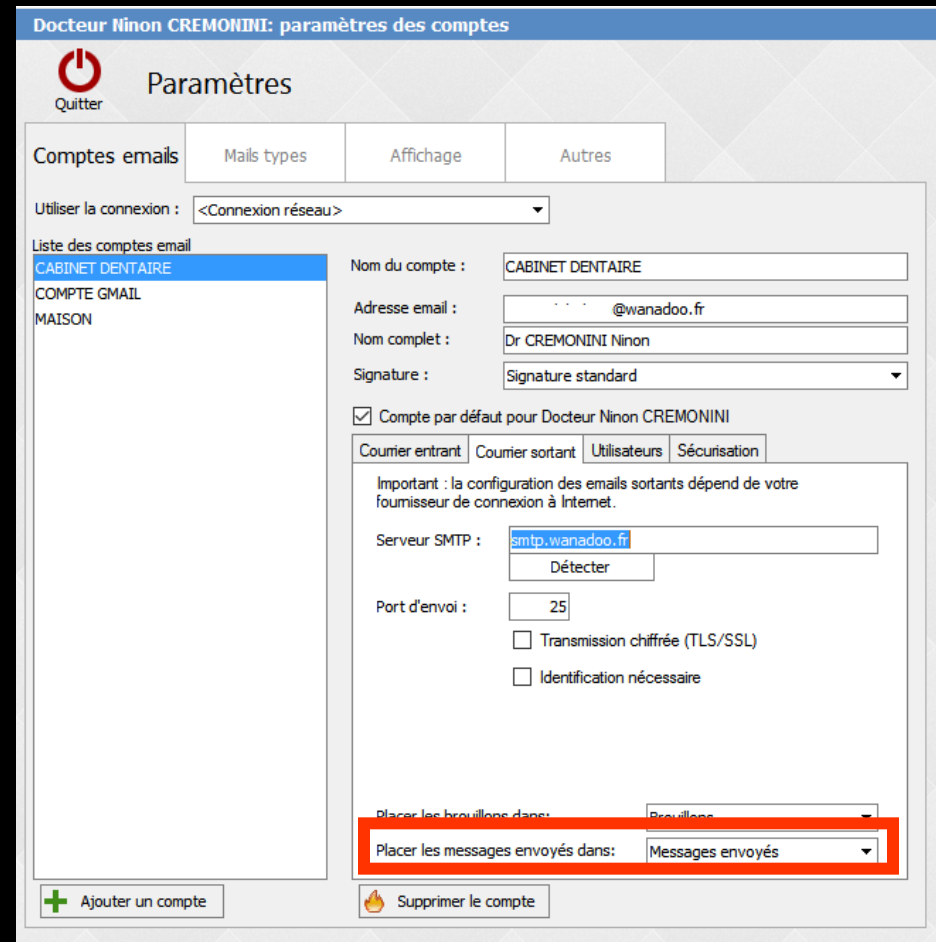 Docteur Ninon CREMONINI: paramètres des comptes
Quitter
Paramètres
Comptes emails
Mails types
Affichage
Autres
Utiliser la connexion :
<Connexion réseau>
Liste des comptes email
CABINET DENTAIRE
COMPTE GMAIL
MAISON
Nom du compte :
CABINET DENTAIRE
Adresse email :
@wanadoo.fr
Nom complet :
Dr CREMONINI Ninon
Signature :
Signature standard
Compte par défaut pour Docteur Ninon CREMONINI
Courrier entrant
Courrier sortant
Utilisateurs
Sécurisation
Important : la configuration des emails sortants dépend de votre
fournisseur de connexion à Internet.
Serveur SMTP :
smtp.wanadoo.fr
Détecter
Port d'envoi :
25
Transmission chiffrée (TLS/SSL)
Identification nécessaire
Placer les brouillons dans:
Brouillons
Placer les messages envoyés dans:
Messages envoyés
Ajouter un compte
Supprimer le compte